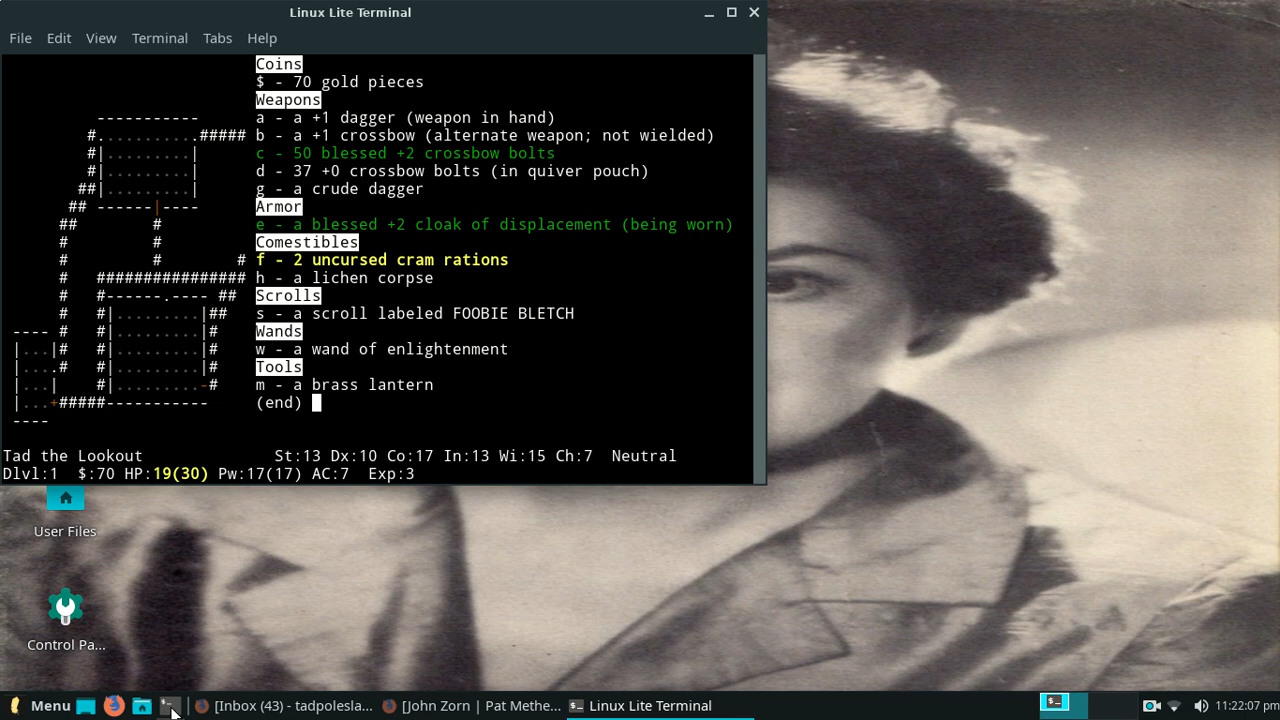 Linux Lite Terminal
File Edit View Terminal Tabs Help
Coins
$ - 70 gold pieces
Weapons
a - a +1 dagger (weapon in hand)
b - a +1 crossbow (alternate weapon; not wielded)
c - 50 blessed +2 crossbow bolts
d - 37 +0 crossbow bolts (in quiver pouch)
g - a crude dagger
Armor
e - a blessed +2 cloak of displacement (being worn)
Comestibles
f - 2 uncursed cram rations
h - a lichen corpse
Scrolls
s - a scroll labeled FOOBIE BLETCH
Wands
w - a wand of enlightenment
Tools
m - a brass lantern
(end)
Tad the Lookout St:13 Dx:10 Co:17 In:13 Wi:15 Ch:7 Neutral
Dlvl:1 $:70 HP:19(30) Pw:17(17) AC:7 Exp:3
User Files
Control Pa...
Menu [Inbox (43) - tadpolesla... [John Zorn | Pat Methe... Linux Lite Terminal 11:22:07 pm